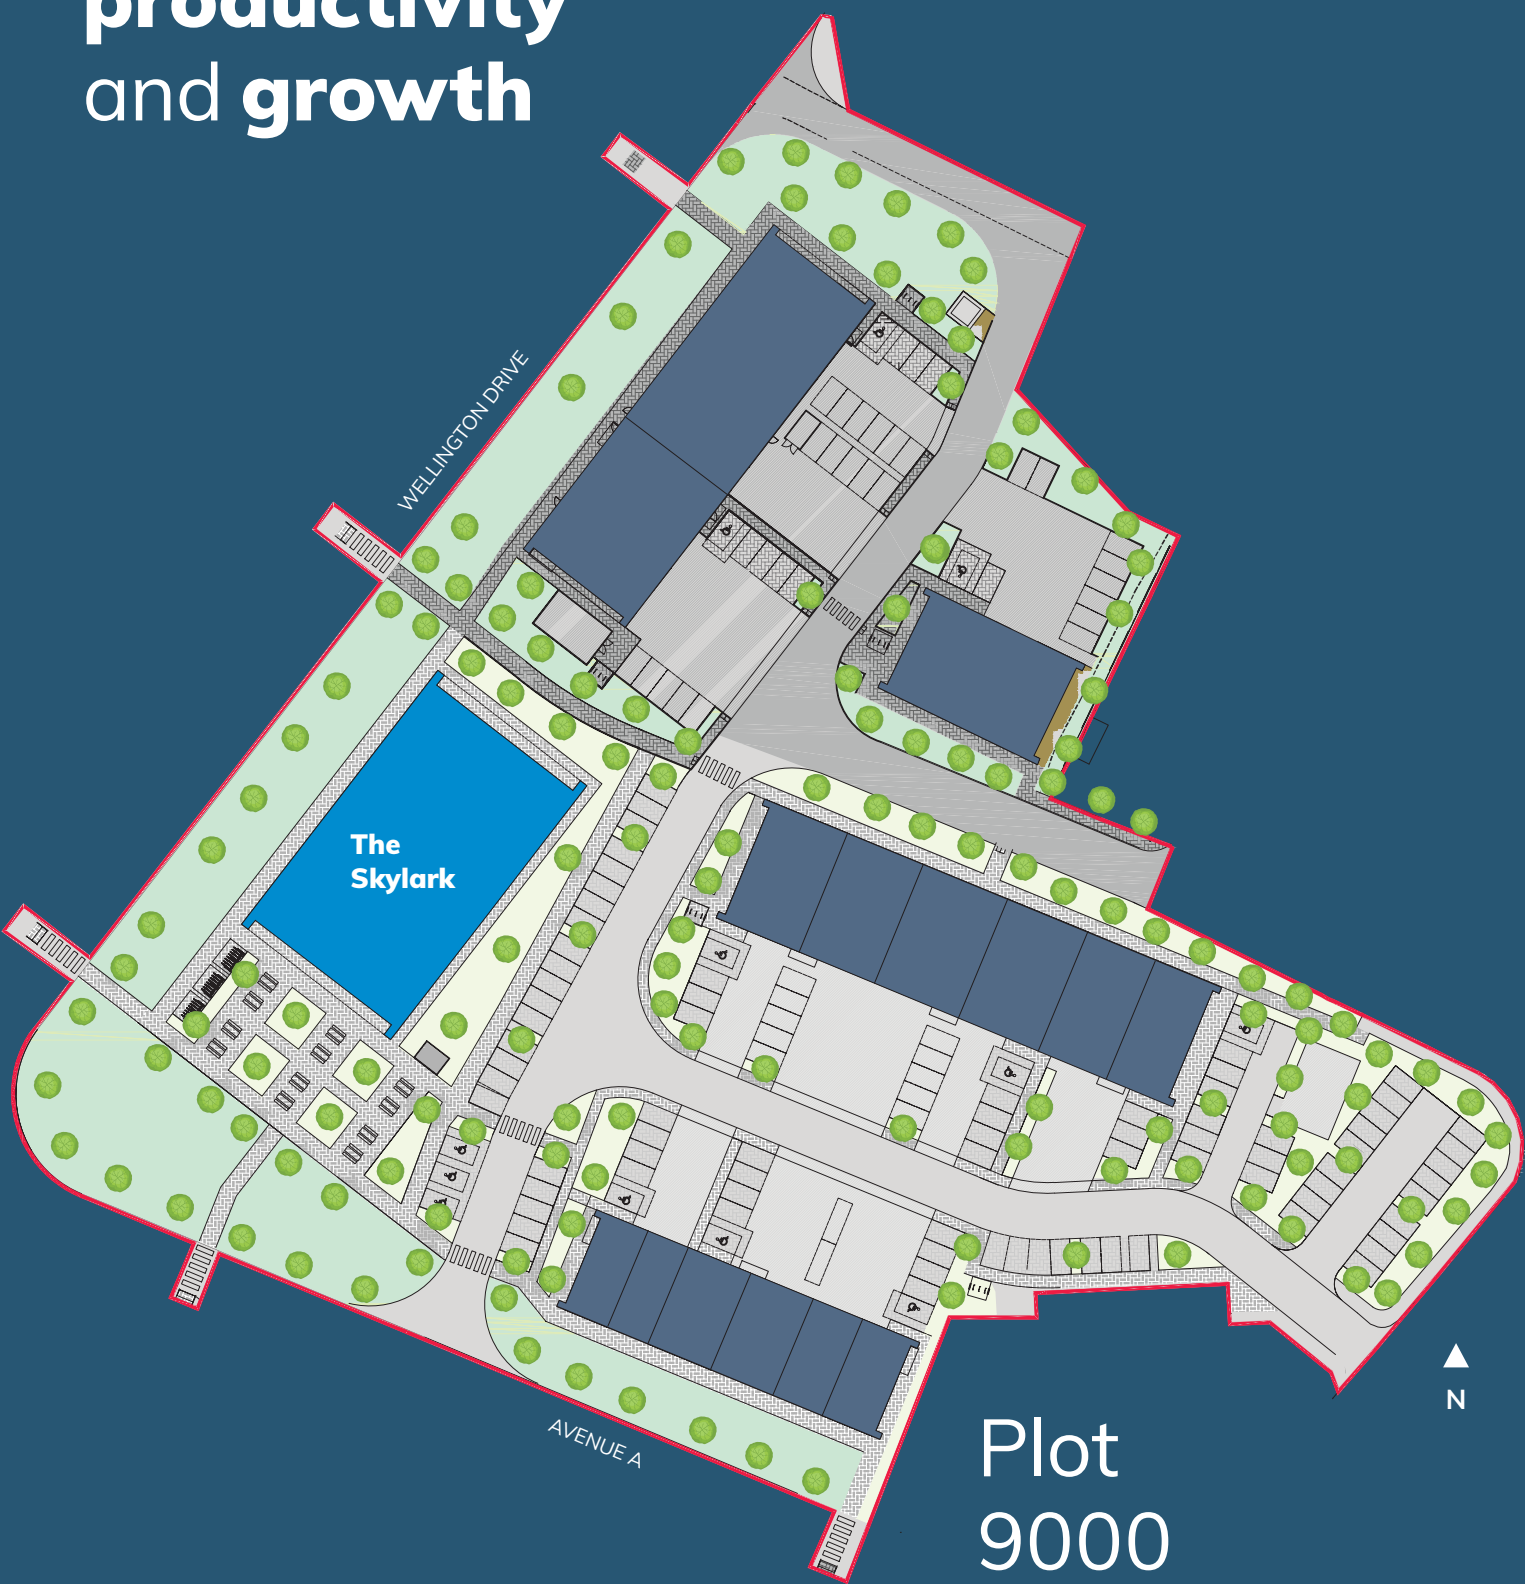 productivity
and growth
WELLINGTON DRIVE
The
Skylark
AVENUE A
N
Plot
9000